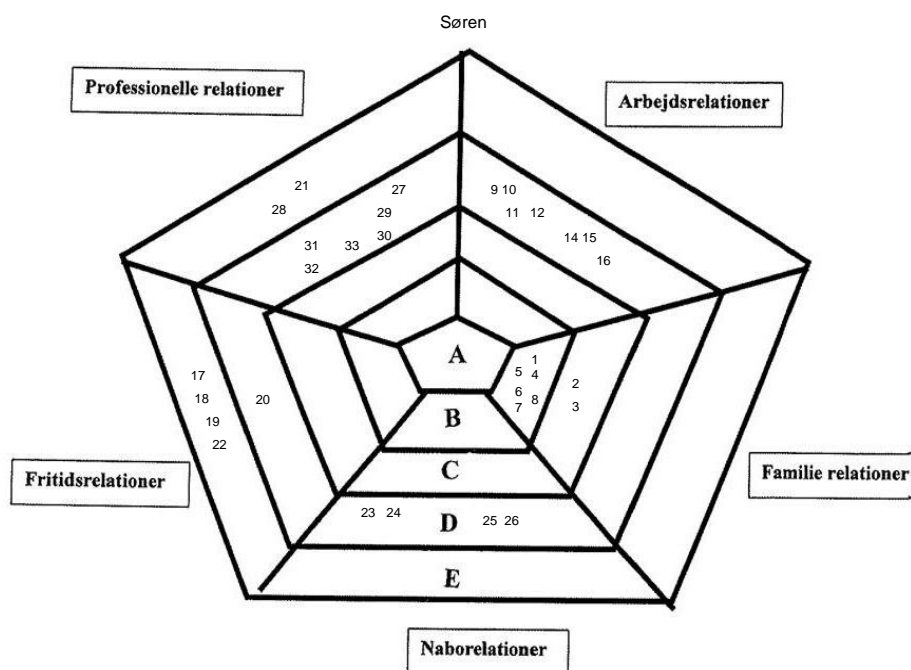 Søren
Professionelle relationer
Arbejdsrelationer
21
27
9 10
28
29
11 12
30
31 33
14 15
32
16
A
1
5 4
2
6
8
7
3
17
18
20
19
22
B
C
Fritidsrelationer
Familie relationer
23 24 D 25 26
E
Naborelationer